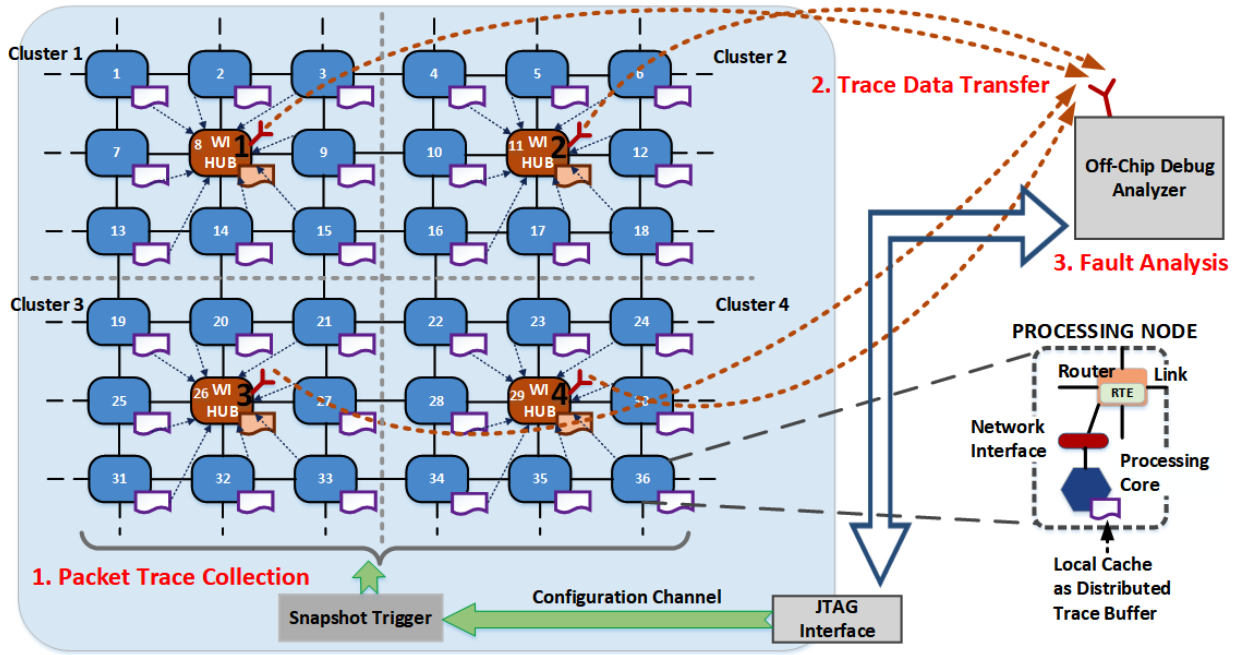 Cluster 1
Cluster 2
1
2
3
4
5
6
2. Trace Data Transfer
7
8 WI 1
HUB
9
10
11 WI 2
HUB
12
Off-Chip Debug
Analyzer
13
14
15
16
17
18
3. Fault Analysis
Cluster 3
Cluster 4
19
20
21
22
23
24
PROCESSING NODE
Router
Link
RTE
25
26 WI 3
HUB
27
28
29 WI 4
HUB
30
Network
Interface
Processing
Core
31
32
33
34
35
36
1. Packet Trace Collection
Local Cache
as Distributed
Trace Buffer
Configuration Channel
Snapshot Trigger
JTAG
Interface